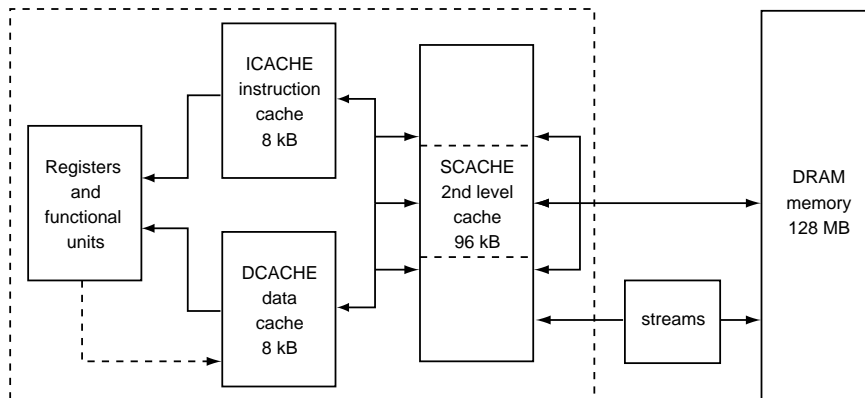 ICACHE
instruction
cache
8 kB
Registers
and
functional
units
DCACHE
data
cache
8 kB
SCACHE
2nd level
cache
96 kB
streams
DRAM
memory
128 MB